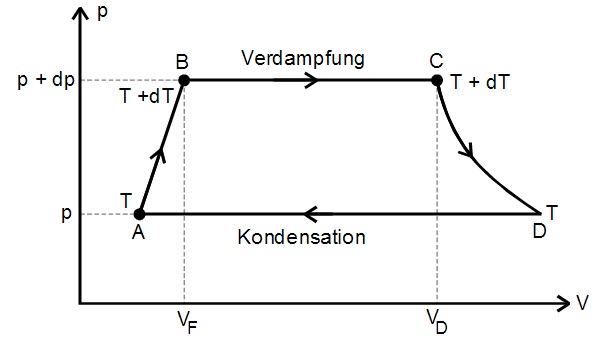 p
B
Verdampfung
C
p + dp
T +dT
T + dT
T
p
A
T
D
Kondensation
V
V_F
V_D